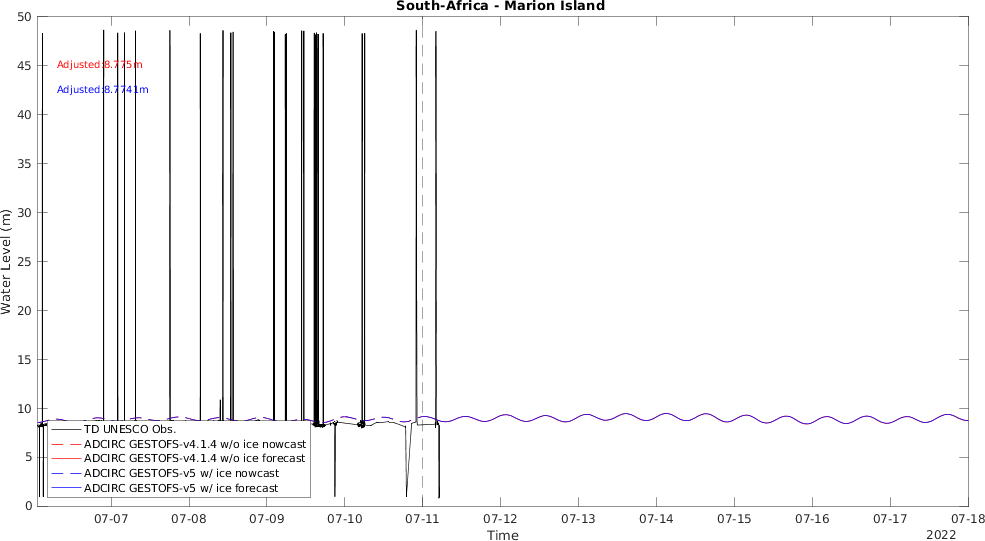 South-Africa - Marion Island
50
45
40
35
30
25
20
15
10
5
0
Water Level (m)
Adjusted:8.775m
Adjusted:8.7741m
TD UNESCO Obs.
ADCIRC GESTOFS-v4.1.4 w/o ice nowcast
ADCIRC GESTOFS-v4.1.4 w/o ice forecast
ADCIRC GESTOFS-v5 w/ ice nowcast
ADCIRC GESTOFS-v5 w/ ice forecast
07-07 07-08 07-09 07-10 07-11 07-12 07-13 07-14 07-15 07-16 07-17 07-18
Time
2022